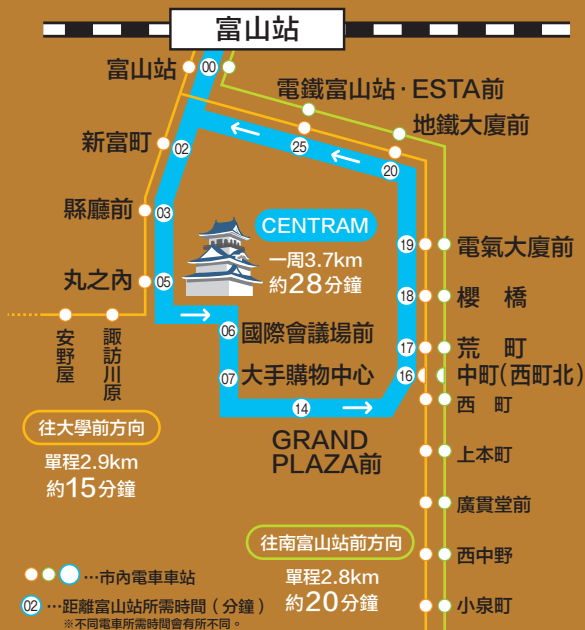 富山站
富山站
00
電鐵富山站·ESTA前
地鐵大廈前
新富町
02
25
20
縣廳前
03
CENTRAM
一周3.7km
約28分鐘
19
電氣大廈前
丸之內
05
18
櫻橋
安野屋
諏訪川原
06
國際會議場前
17
荒町
07
大手購物中心
16
中町(西町北)
14
西町
GRAND
PLAZA前
往大學前方向
單程2.9km
約15分鐘
上本町
廣貫堂前
往南富山站前方向
單程2.8km
約20分鐘
西中野
小泉町
…市內電車車站
02 …距離富山站所需時間（分鐘）
※不同電車所需時間會有所不同。